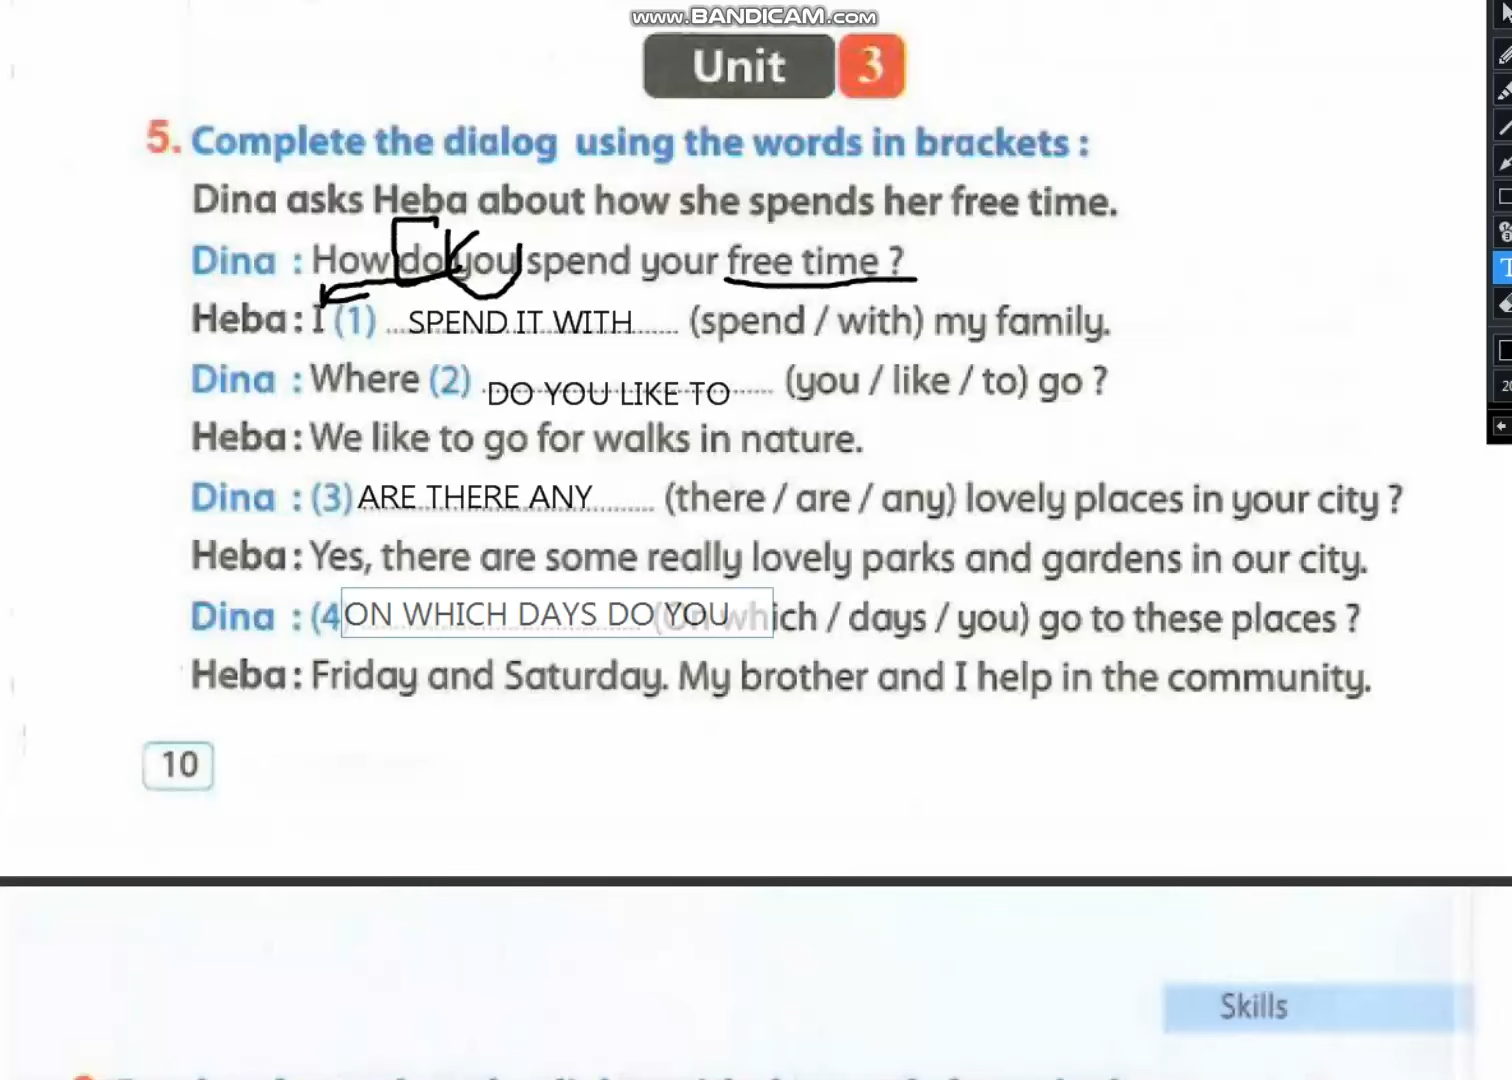 www.BANDICAM.com
Unit 3
5. Complete the dialog using the words in brackets :
Dina asks Heba about how she spends her free time.
Dina : How do you spend your free time ?
Heba : I (1) SPEND IT WITH (spend / with) my family.
Dina : Where (2) DO YOU LIKE TO (you / like / to) go ?
Heba : We like to go for walks in nature.
Dina : (3) ARE THERE ANY (there / are / any) lovely places in your city ?
Heba : Yes, there are some really lovely parks and gardens in our city.
Dina : (4 ON WHICH DAYS DO YOU (On which / days / you) go to these places ?
Heba : Friday and Saturday. My brother and I help in the community.
10
Skills